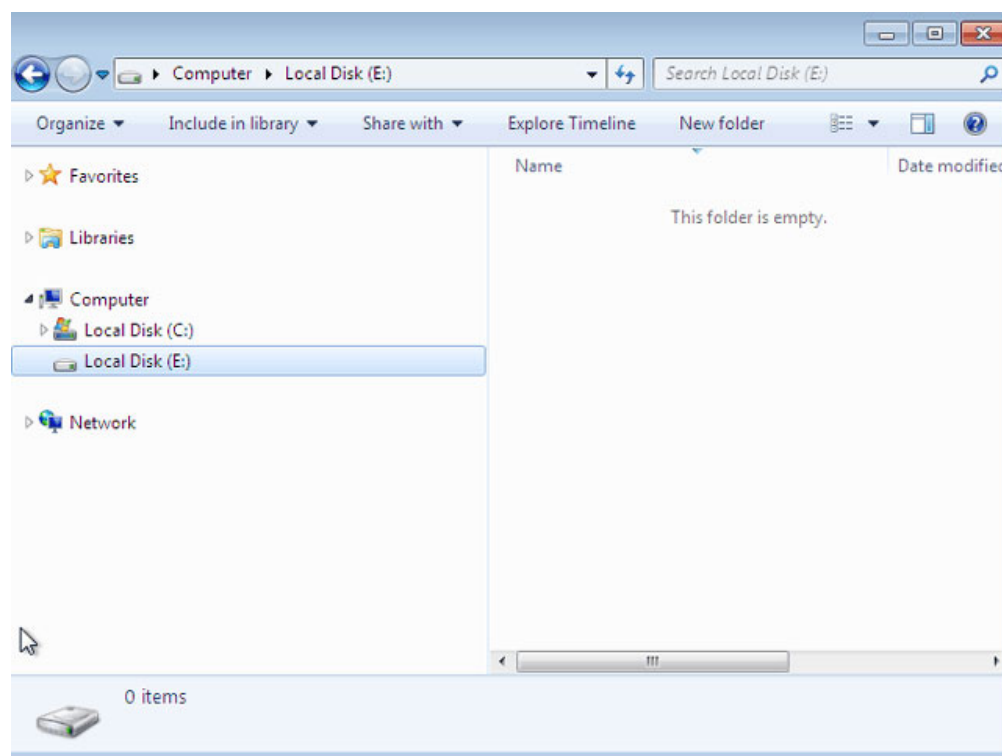 Computer Local Disk (E:)
Search Local Disk (E:)
Organize Include in library Share with Explore Timeline New folder
Favorites
Libraries
Computer
Local Disk (C:)
Local Disk (E:)
Network
Name Date modified
This folder is empty.
0 items